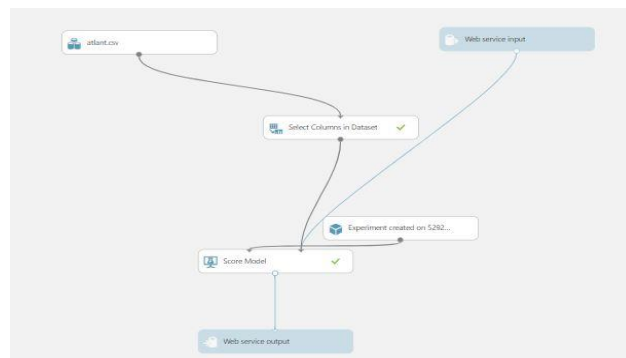 atlant.csv
Web service input
Select Columns in Dataset
Experiment created on 5292...
Score Model
Web service output